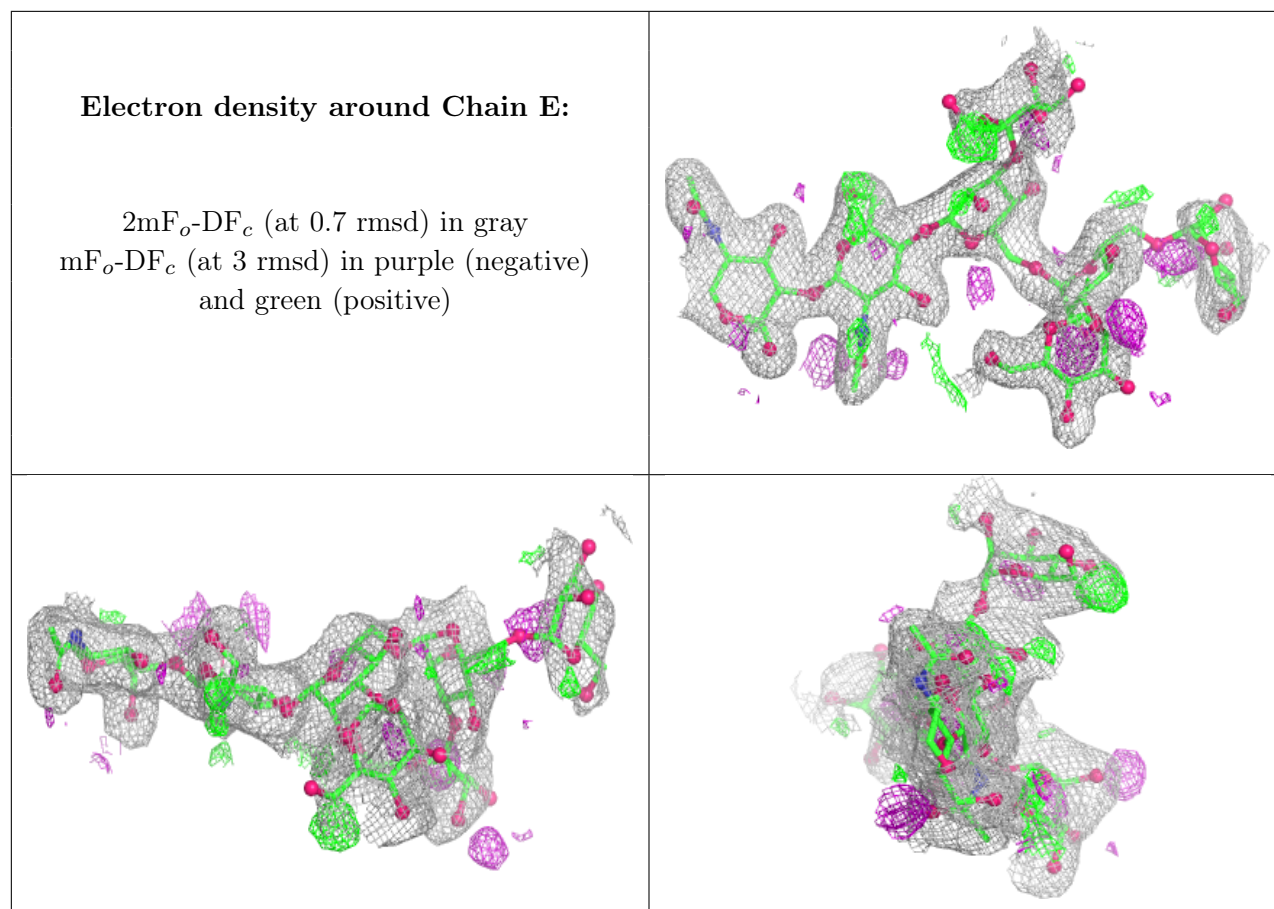 Electron density around Chain E:
2mFₒ-DF𝒸 (at 0.7 rmsd) in gray
mFₒ-DF𝒸 (at 3 rmsd) in purple (negative)
and green (positive)